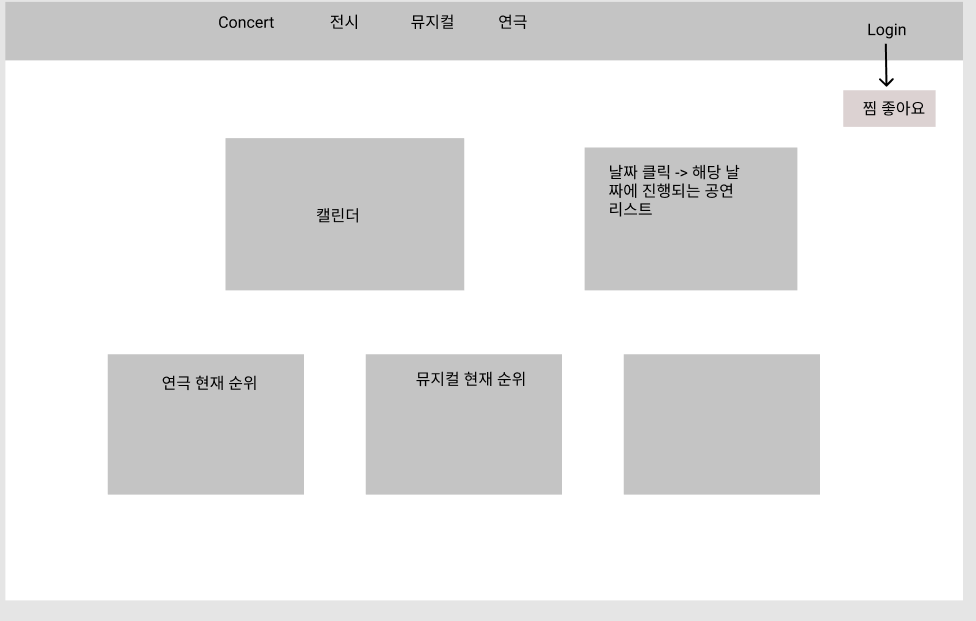 Concert 전시 뮤지컬 연극
Login
찜 좋아요
캘린더
날짜 클릭 -> 해당 날
짜에 진행되는 공연
리스트
연극 현재 순위
뮤지컬 현재 순위